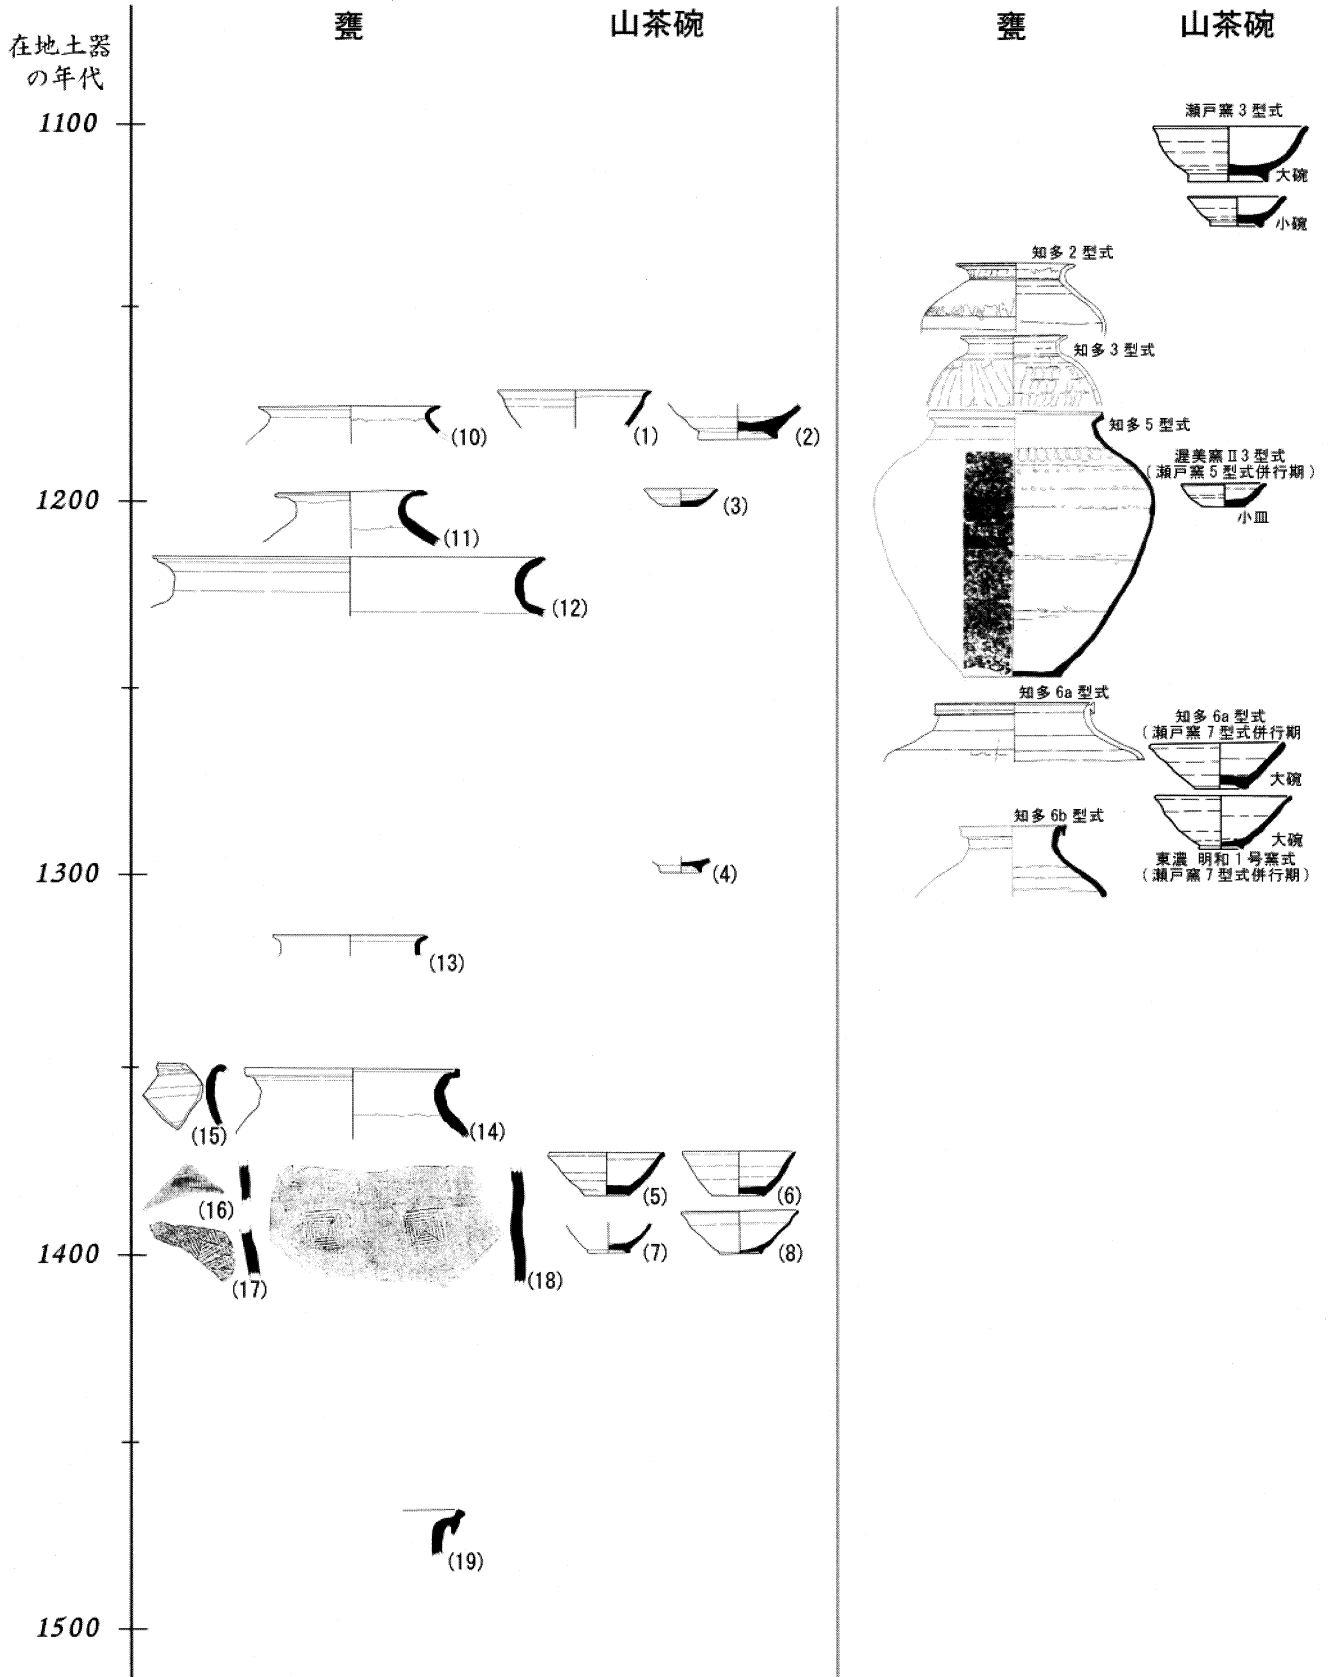 甕
山茶碗
甕
山茶碗
在地土器
の年代
1100
瀬戸窯3型式
大碗
小碗
知多2型式
知多3型式
(10)
(1)
(2)
知多5型式
渥美窯Ⅱ3型式
(瀬戸窯5型式併行期)
1200
(3)
小皿
(11)
(12)
知多6a型式
知多6a型式
(瀬戸窯7型式併行期
大碗
知多6b型式
大碗
東濃 明和1号窯式
(瀬戸窯7型式併行期)
1300
(4)
(13)
(15)
(14)
(16)
(5)
(6)
1400
(7)
(8)
(17)
(18)
(19)
1500